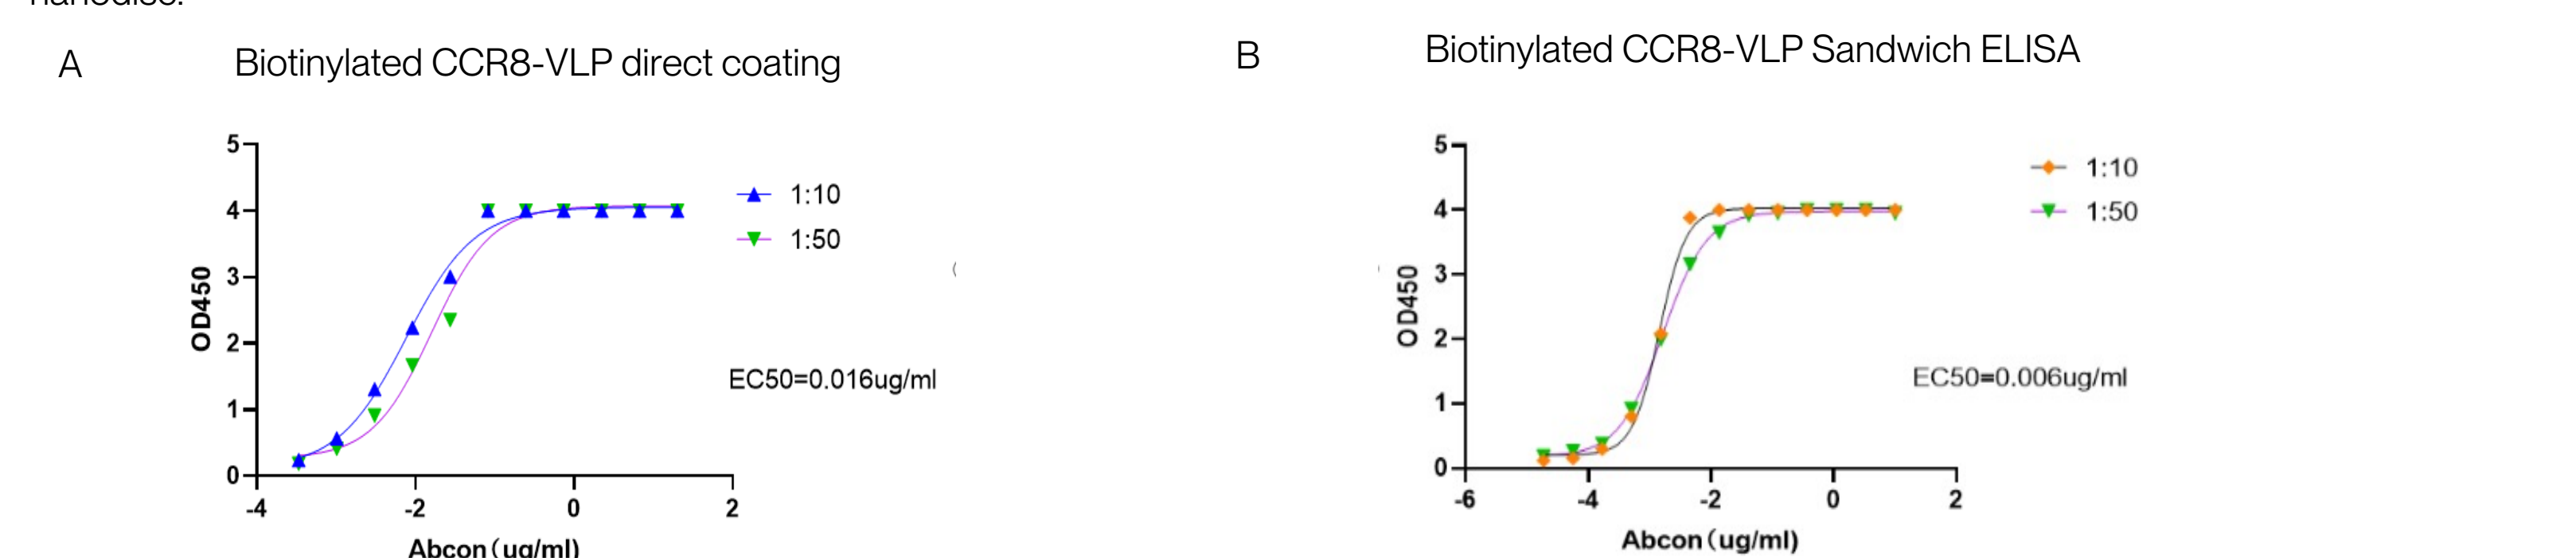 nanodisc.
A
Biotinylated CCR8-VLP direct coating
5
4
3
2
1
0
OD450
-4
-2
0
2
Abcon (ug/ml)
1:10
1:50
EC50=0.016ug/ml
B
Biotinylated CCR8-VLP Sandwich ELISA
5
4
3
2
1
0
OD450
-6
-4
-2
0
2
Abcon (ug/ml)
1:10
1:50
EC50=0.006ug/ml